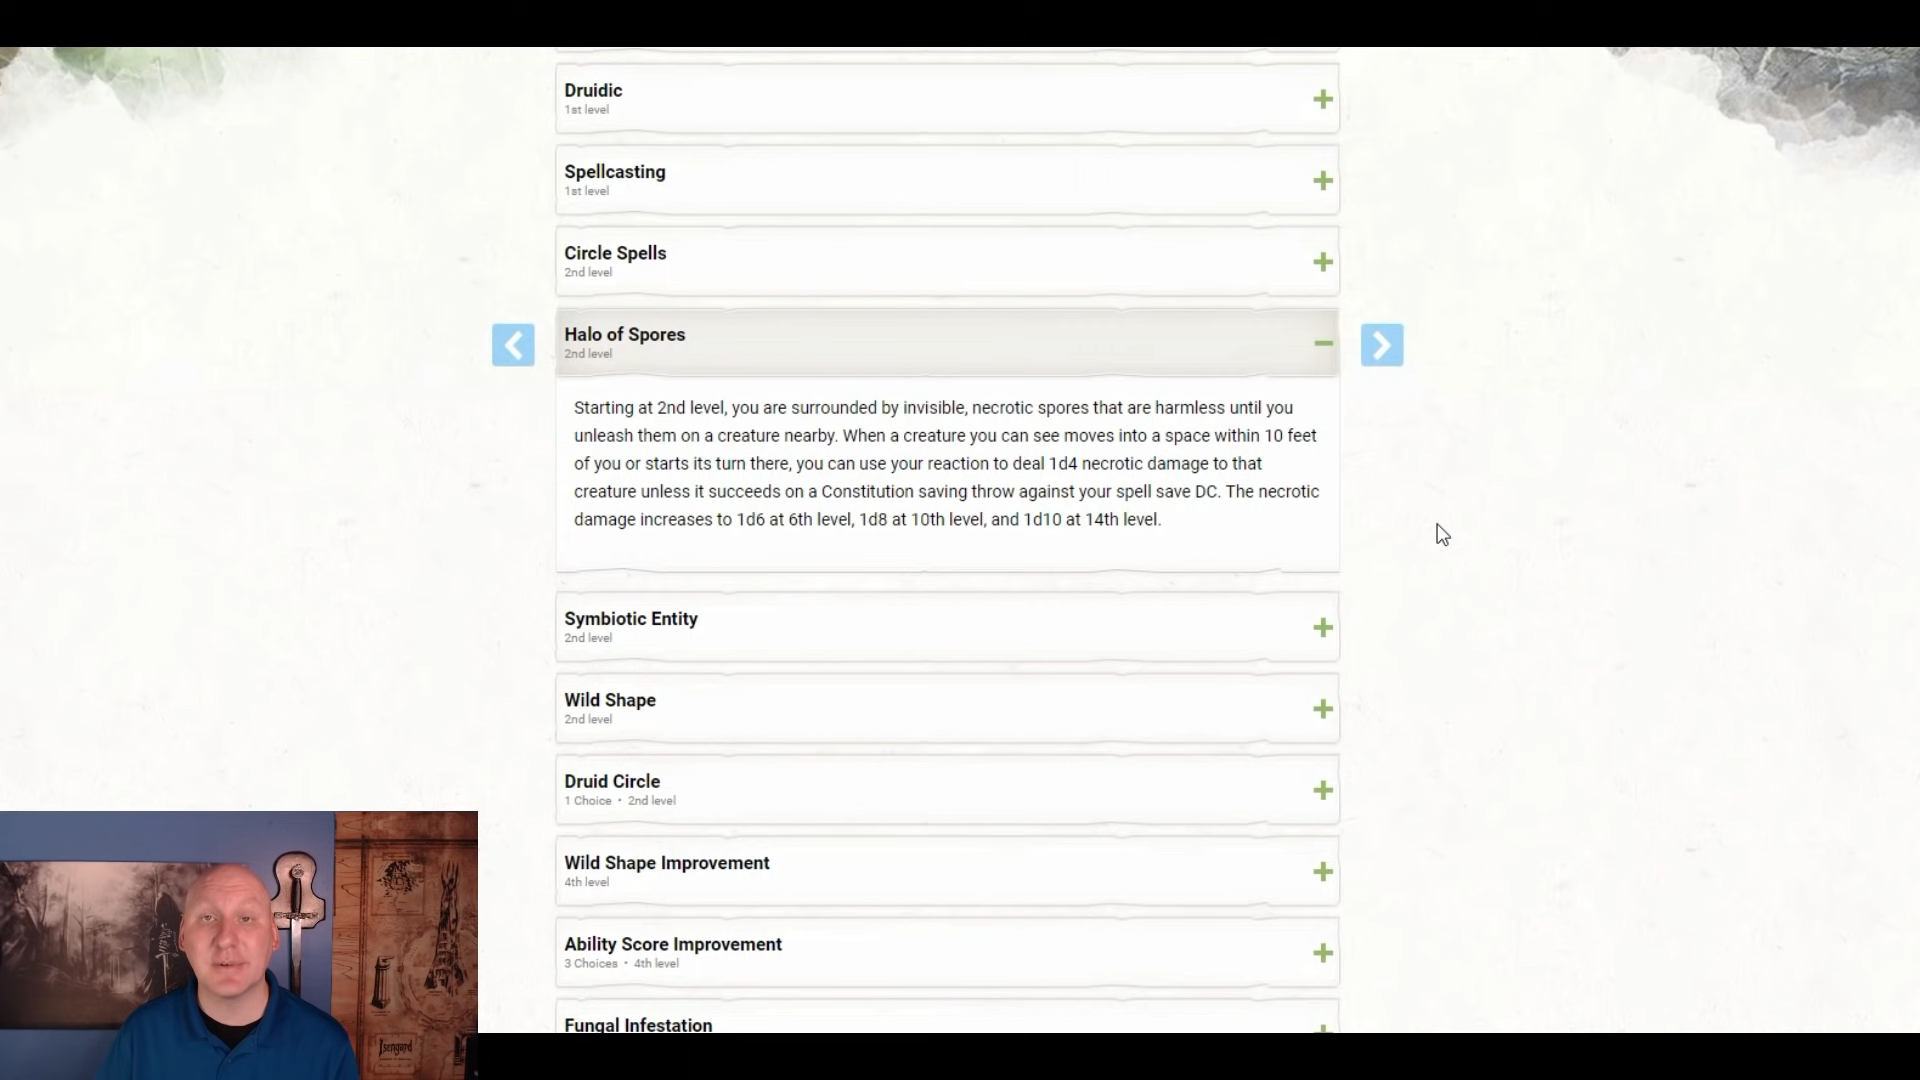 Druidic
1st level
Spellcasting
1st level
Circle Spells
2nd level
Halo of Spores
2nd level
Starting at 2nd level, you are surrounded by invisible, necrotic spores that are harmless until you
unleash them on a creature nearby. When a creature you can see moves into a space within 10 feet
of you or starts its turn there, you can use your reaction to deal 1d4 necrotic damage to that
creature unless it succeeds on a Constitution saving throw against your spell save DC. The necrotic
damage increases to 1d6 at 6th level, 1d8 at 10th level, and 1d10 at 14th level.
Symbiotic Entity
2nd level
Wild Shape
2nd level
Druid Circle
1 Choice • 2nd level
Wild Shape Improvement
4th level
Ability Score Improvement
3 Choices • 4th level
Fungal Infestation
Isengard